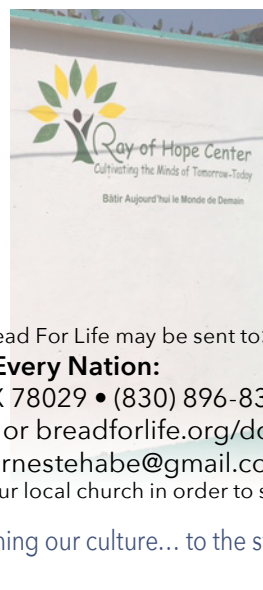 Ray of Hope Center
Cultivating the Minds of Tomorrow-Today
Bâtir Aujourd'hui le Monde de Demain
ead For Life may be sent to:
Every Nation:
X 78029 • (830) 896-83
or breadforlife.org/do
rnestehabe@gmail.co
ur local church in order to s
ning our culture… to the s